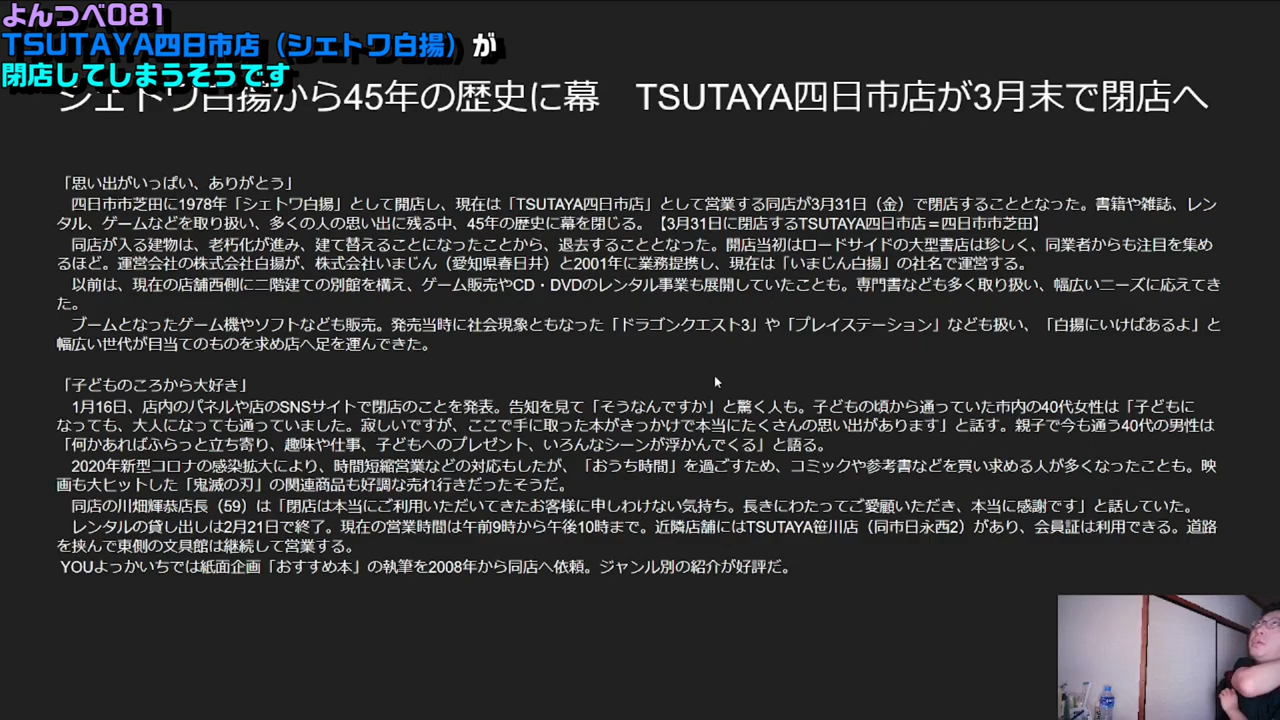 よんつべ081
TSUTAYA四日市店（シェトワ白揚）が
閉店してしまうそうです
シェトワ白揚から45年の歴史に幕　TSUTAYA四日市店が3月末で閉店へ
「思い出がいっぱい、ありがとう」
四日市市芝田に1978年「シェトワ白揚」として開店し、現在は「TSUTAYA四日市店」として営業する同店が3月31日（金）で閉店することとなった。書籍や雑誌、レン
タル、ゲームなどを取り扱い、多くの人の思い出に残る中、45年の歴史に幕を閉じる。【3月31日に閉店するTSUTAYA四日市店＝四日市市芝田】
同店が入る建物は、老朽化が進み、建て替えることになったことから、退去することとなった。開店当初はロードサイドの大型書店は珍しく、同業者からも注目を集め
るほど。運営会社の株式会社白揚が、株式会社いまじん（愛知県春日井）と2001年に業務提携し、現在は「いまじん白揚」の社名で運営する。
以前は、現在の店舗西側に二階建ての別館を構え、ゲーム販売やCD・DVDのレンタル事業も展開していたことも。専門書なども多く取り扱い、幅広いニーズに応えてき
た。
ブームとなったゲーム機やソフトなども販売。発売当時に社会現象ともなった「ドラゴンクエスト3」や「プレイステーション」なども扱い、「白揚にいけばあるよ」と
幅広い世代が目当てのものを求め店へ足を運んできた。
「子どものころから大好き」
1月16日、店内のパネルや店のSNSサイトで閉店のことを発表。告知を見て「そうなんですか」と驚く人も。子どもの頃から通っていた市内の40代女性は「子どもに
なっても、大人になっても通っていました。寂しいですが、ここで手に取った本がきっかけで本当にたくさんの思い出があります」と話す。親子で今も通う40代の男性は
「何かあればふらっと立ち寄り、趣味や仕事、子どもへのプレゼント、いろんなシーンが浮かんでくる」と語る。
2020年新型コロナの感染拡大により、時間短縮営業などの対応もしたが、「おうち時間」を過ごすため、コミックや参考書などを買い求める人が多くなったことも。映
画も大ヒットした「鬼滅の刃」の関連商品も好調な売れ行きだったそうだ。
同店の川畑輝恭店長（59）は「閉店は本当にご利用いただいてきたお客様に申しわけない気持ち。長きにわたってご愛顧いただき、本当に感謝です」と話していた。
レンタルの貸し出しは2月21日で終了。現在の営業時間は午前9時から午後10時まで。近隣店舗にはTSUTAYA笹川店（同市日永西2）があり、会員証は利用できる。道路
を挟んで東側の文具館は継続して営業する。
YOUよっかいちでは紙面企画「おすすめ本」の執筆を2008年から同店へ依頼。ジャンル別の紹介が好評だ。